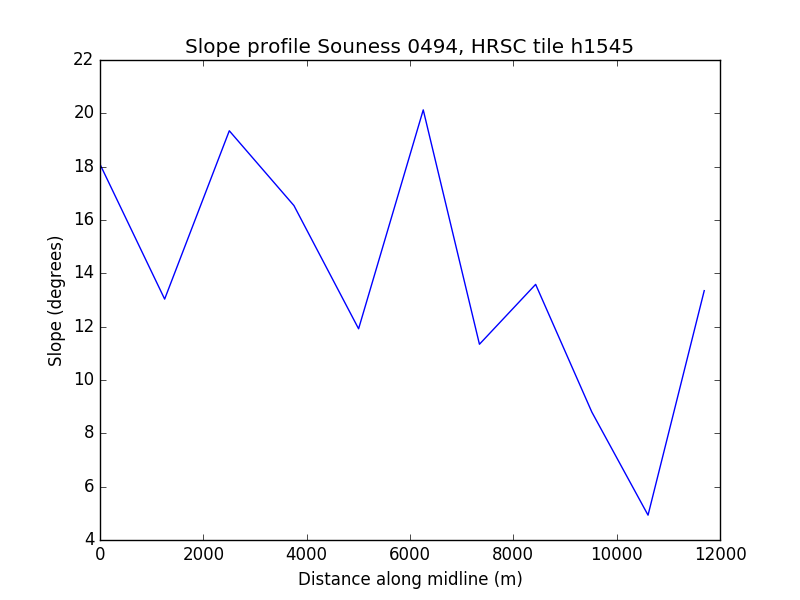 Slope profile Souness 0494, HRSC tile h1545
22
20
18
16
14
12
10
8
6
4
Slope (degrees)
0 2000 4000 6000 8000 10000 12000
Distance along midline (m)